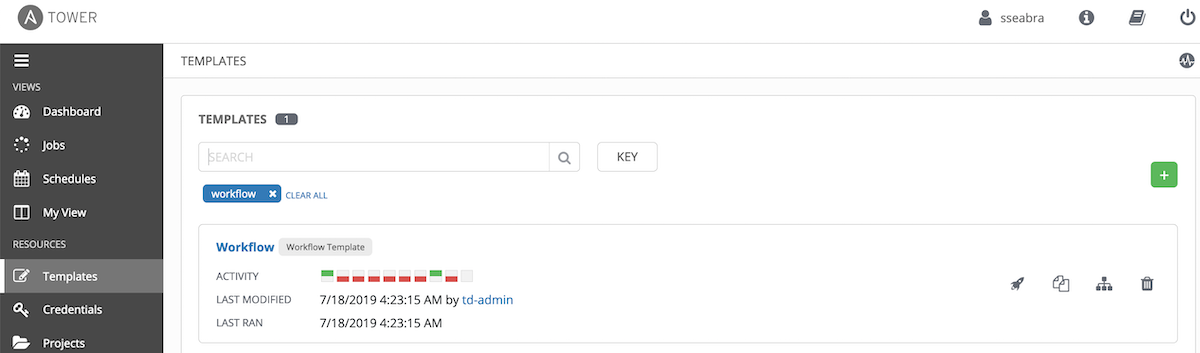 A TOWER
sseabra
VIEWS
Dashboard
Jobs
Schedules
My View
RESOURCES
Templates
Credentials
Projects
TEMPLATES
TEMPLATES 1
SEARCH
KEY
workflow × CLEAR ALL
+
Workflow Workflow Template
ACTIVITY
LAST MODIFIED 7/18/2019 4:23:15 AM by td-admin
LAST RAN 7/18/2019 4:23:15 AM